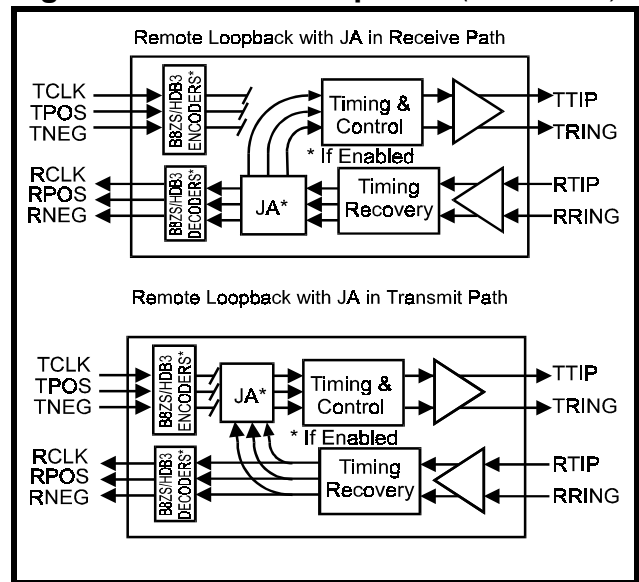 Remote Loopback with JA in Receive Path
TCLK
TPOS
TNEG
B8ZS/HDB3
ENCODERS*
Timing &
Control
TTIP
TRING
* If Enabled
RCLK
RPOS
RNEG
B8ZS/HDB3
DECODERS*
JA*
Timing
Recovery
RTIP
RRING
Remote Loopback with JA in Transmit Path
TCLK
TPOS
TNEG
B8ZS/HDB3
ENCODERS*
JA*
Timing &
Control
TTIP
TRING
* If Enabled
RCLK
RPOS
RNEG
B8ZS/HDB3
DECODERS*
Timing
Recovery
RTIP
RRING